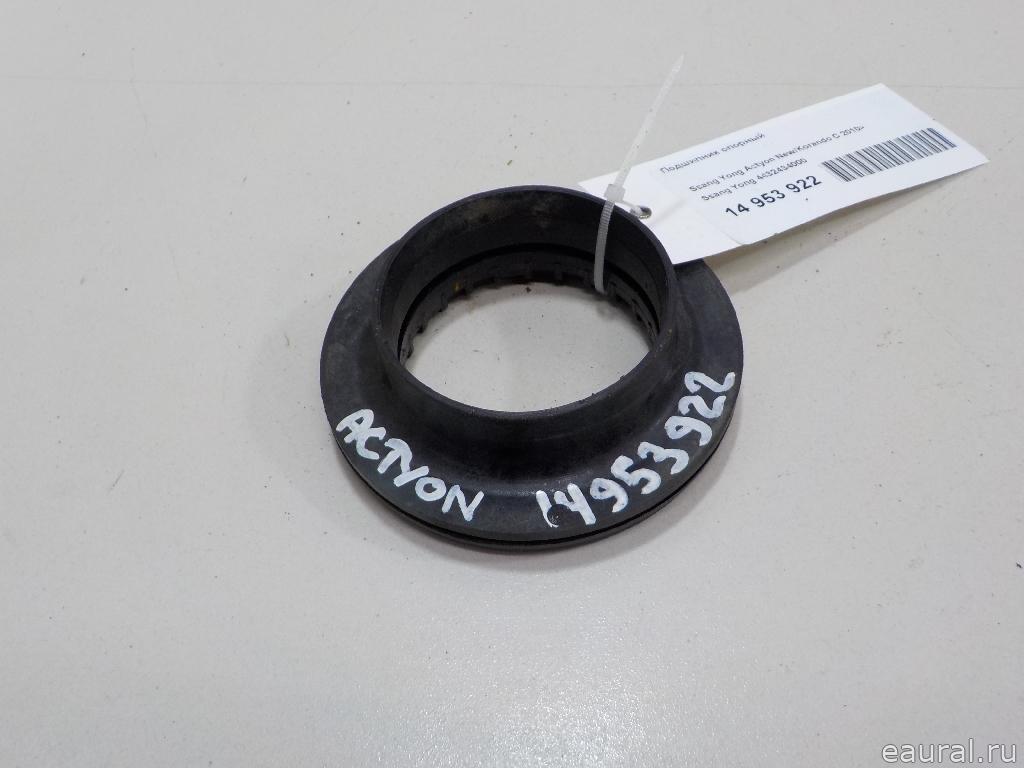 Подшипник опорный
Ssang Yong Actyon New/Korando C 2010>
Ssang Yong 4432434000
14 953 922
ACTYON
14953922
eaural.ru